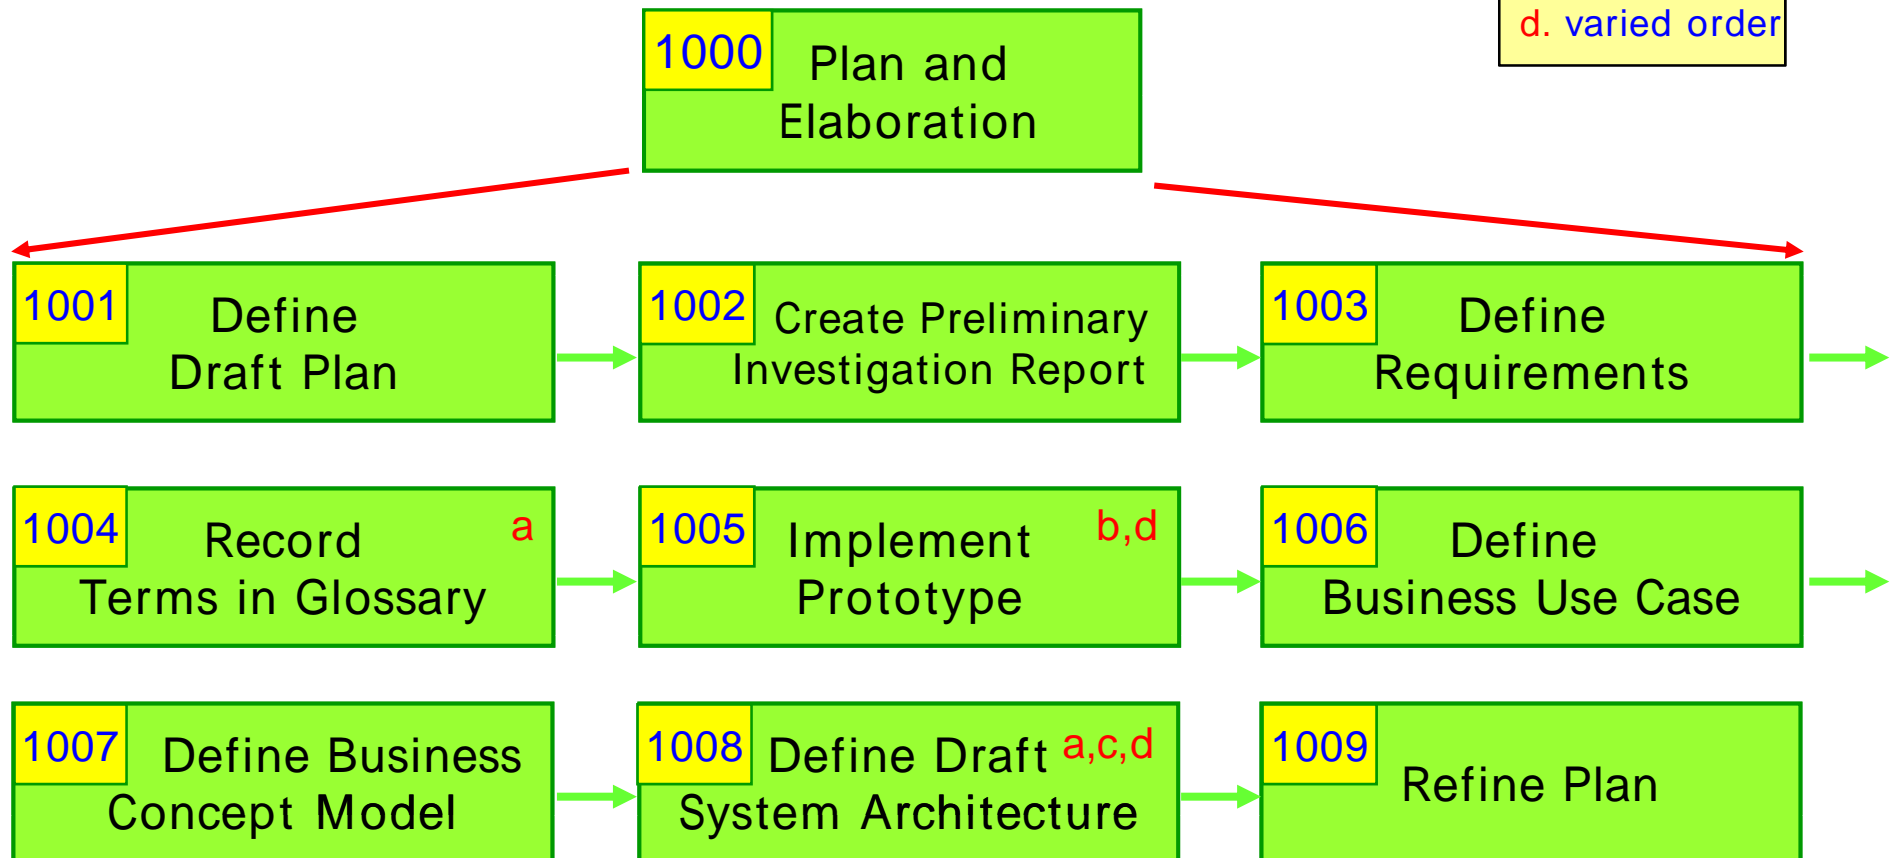 d. varied order
1000
Plan and
Elaboration
1001
Define
Draft Plan
1002
Create Preliminary
Investigation Report
1003
Define
Requirements
1004
Record a
Terms in Glossary
1005
Implement b,d
Prototype
1006
Define
Business Use Case
1007
Define Business
Concept Model
1008
Define Draft a,c,d
System Architecture
1009
Refine Plan